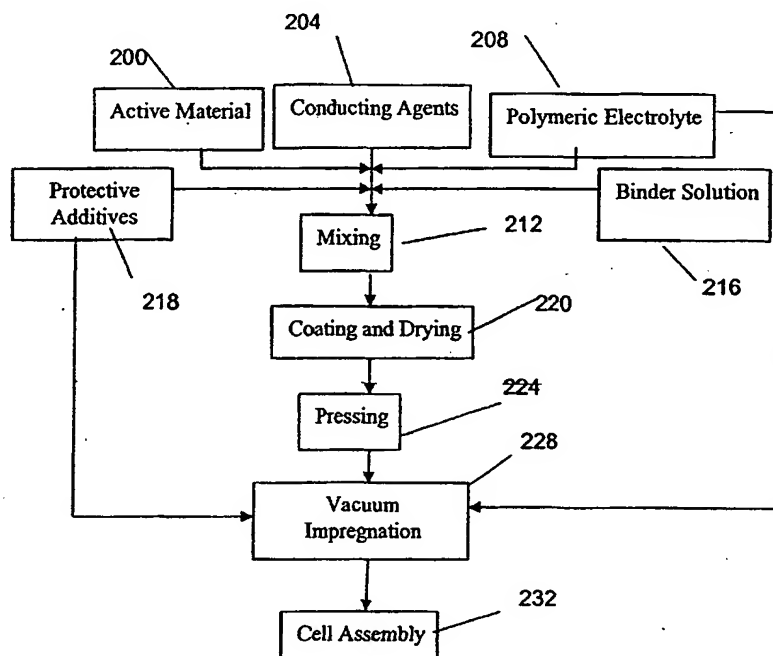 204
200
208
Active Material
Conducting Agents
Polymeric Electrolyte
Protective
Additives
Binder Solution
Mixing
212
218
216
Coating and Drying
220
Pressing
224
228
Vacuum
Impregnation
232
Cell Assembly